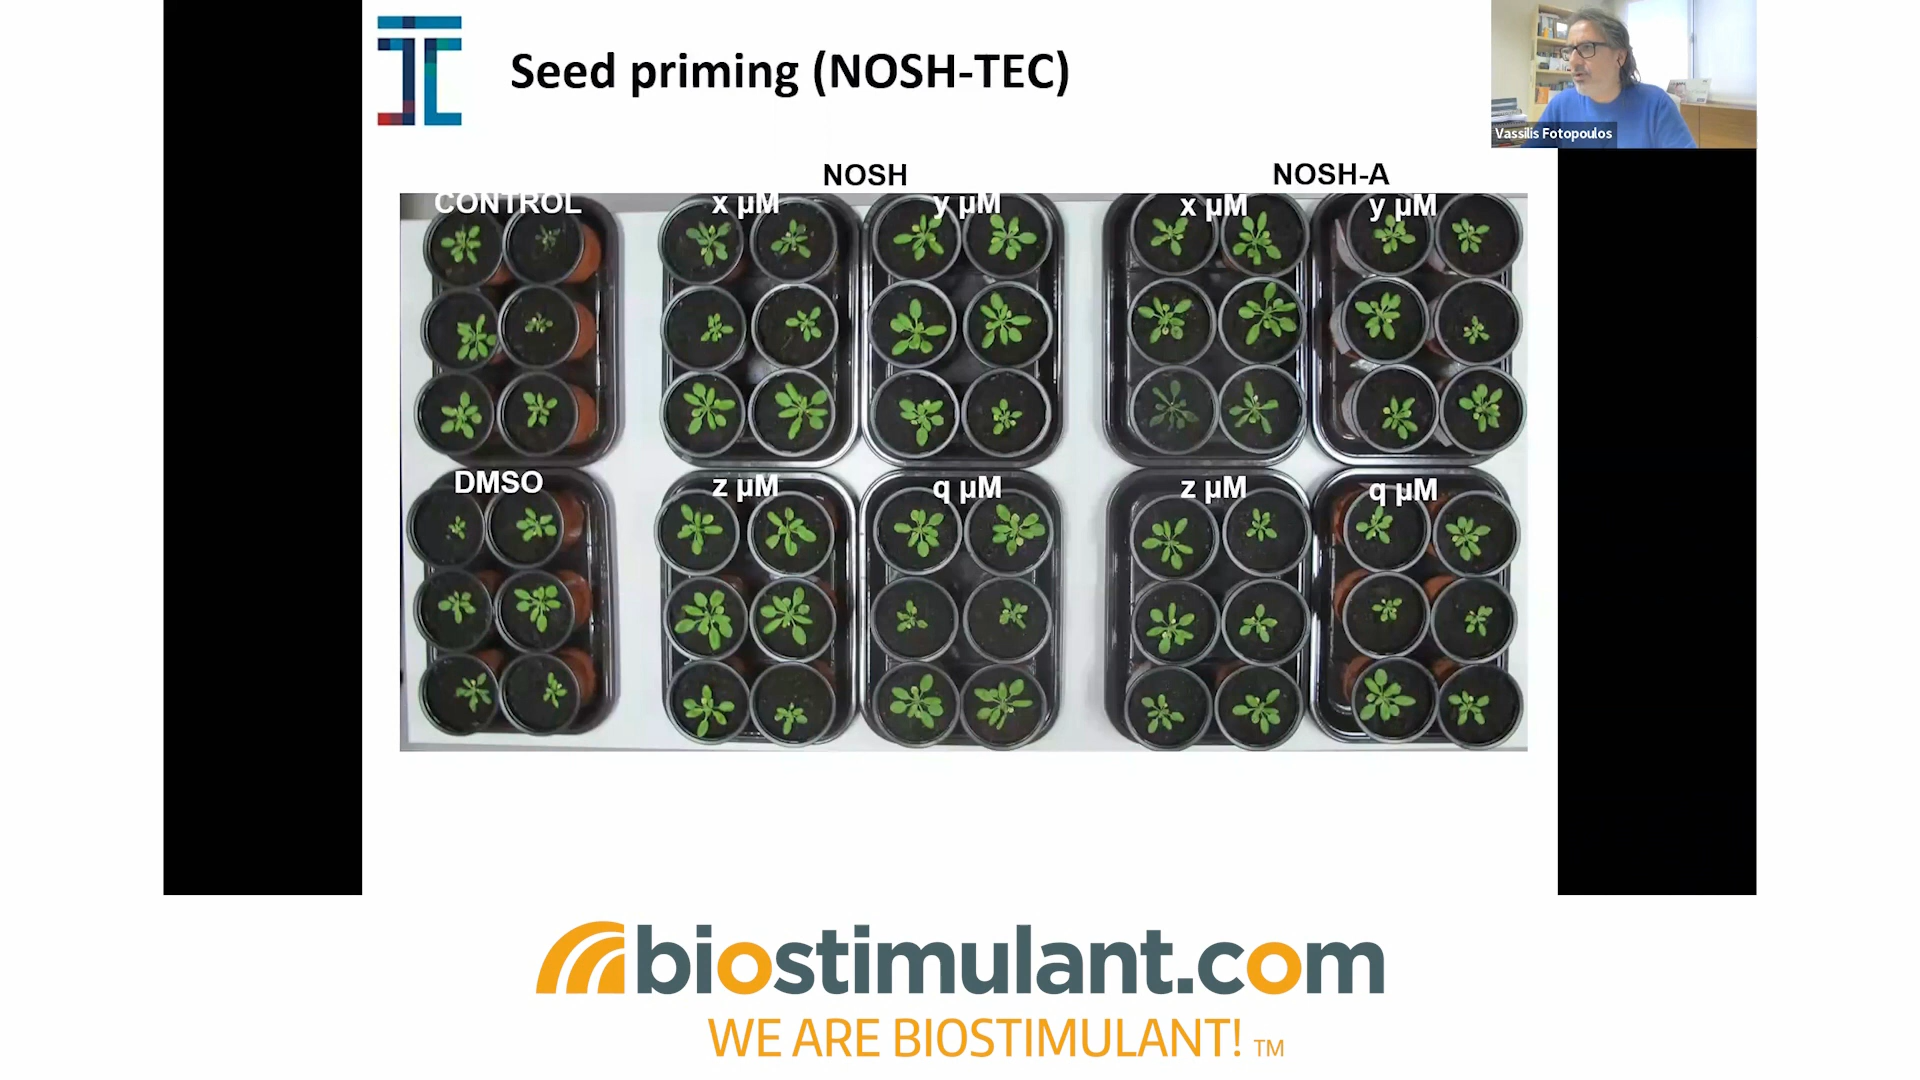 Seed priming (NOSH-TEC)
Vassilis Fotopoulos
NOSH
NOSH-A
CONTROL
x µM
y µM
x µM
y µM
DMSO
z µM
q µM
z µM
q µM
biostimulant.com
WE ARE BIOSTIMULANT! TM